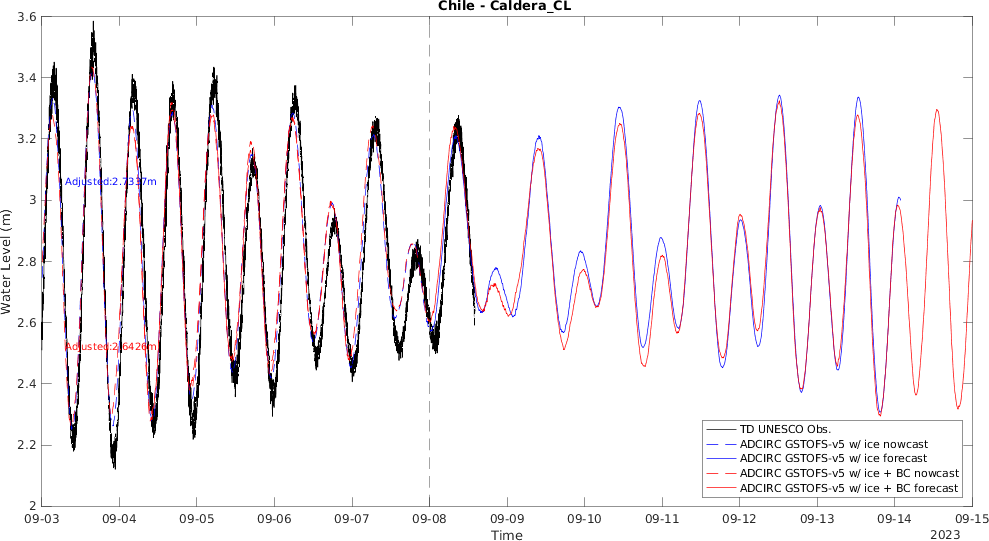 Chile - Caldera_CL
3.6
3.4
3.2
3
2.8
2.6
2.4
2.2
2
Water Level (m)
Adjusted:2.7337m
Adjusted:2.6426m
TD UNESCO Obs.
ADCIRC GSTOFS-v5 w/ ice nowcast
ADCIRC GSTOFS-v5 w/ ice forecast
ADCIRC GSTOFS-v5 w/ ice + BC nowcast
ADCIRC GSTOFS-v5 w/ ice + BC forecast
09-03 09-04 09-05 09-06 09-07 09-08 09-09 09-10 09-11 09-12 09-13 09-14 09-15
Time
2023